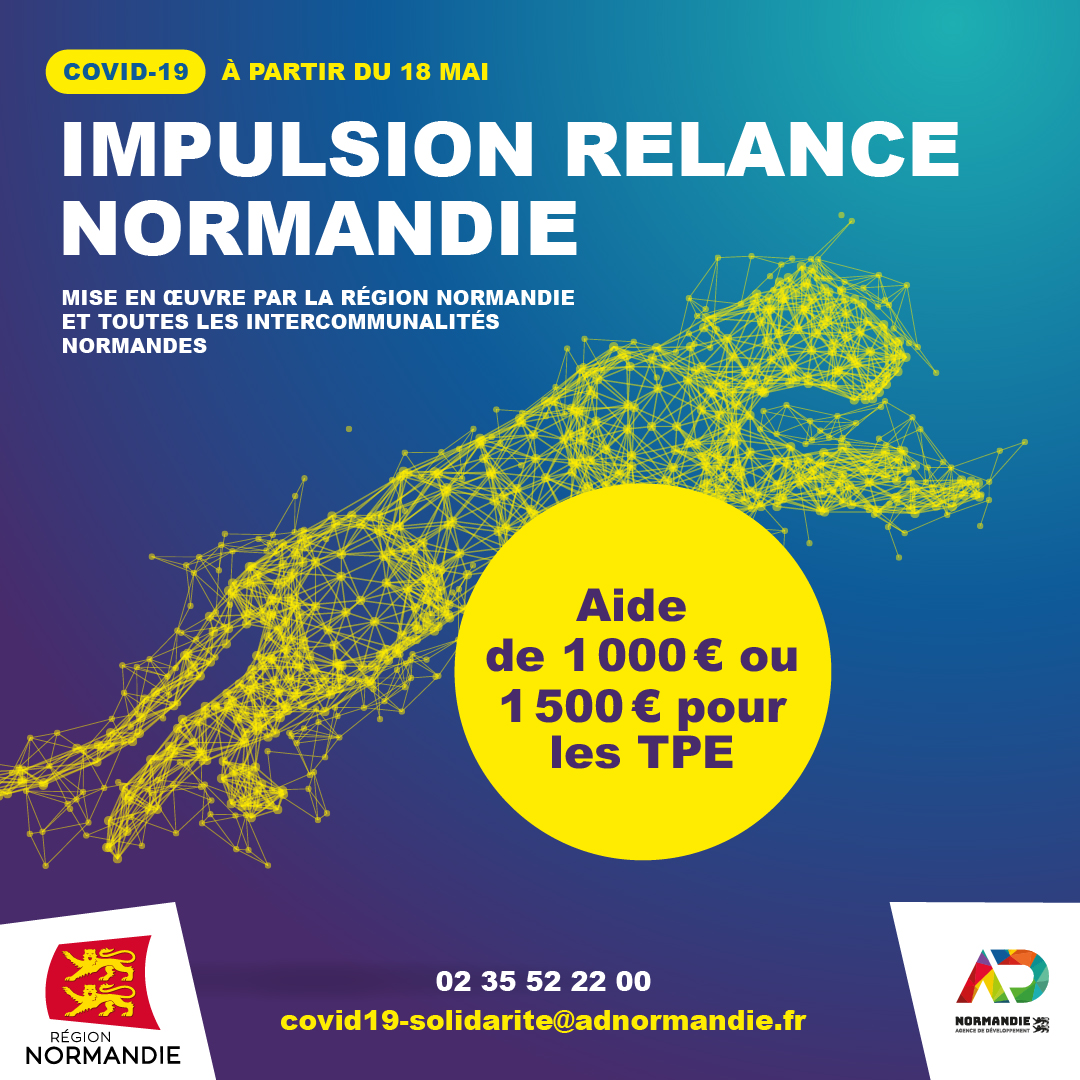 COVID-19 À PARTIR DU 18 MAI
IMPULSION RELANCE
NORMANDIE
MISE EN ŒUVRE PAR LA RÉGION NORMANDIE
ET TOUTES LES INTERCOMMUNALITÉS
NORMANDES
Aide
de 1 000 € ou
1 500 € pour
les TPE
02 35 52 22 00
covid19-solidarite@adnormandie.fr
RÉGION
NORMANDIE
AD
NORMANDIE
AGENCE DE DÉVELOPPEMENT